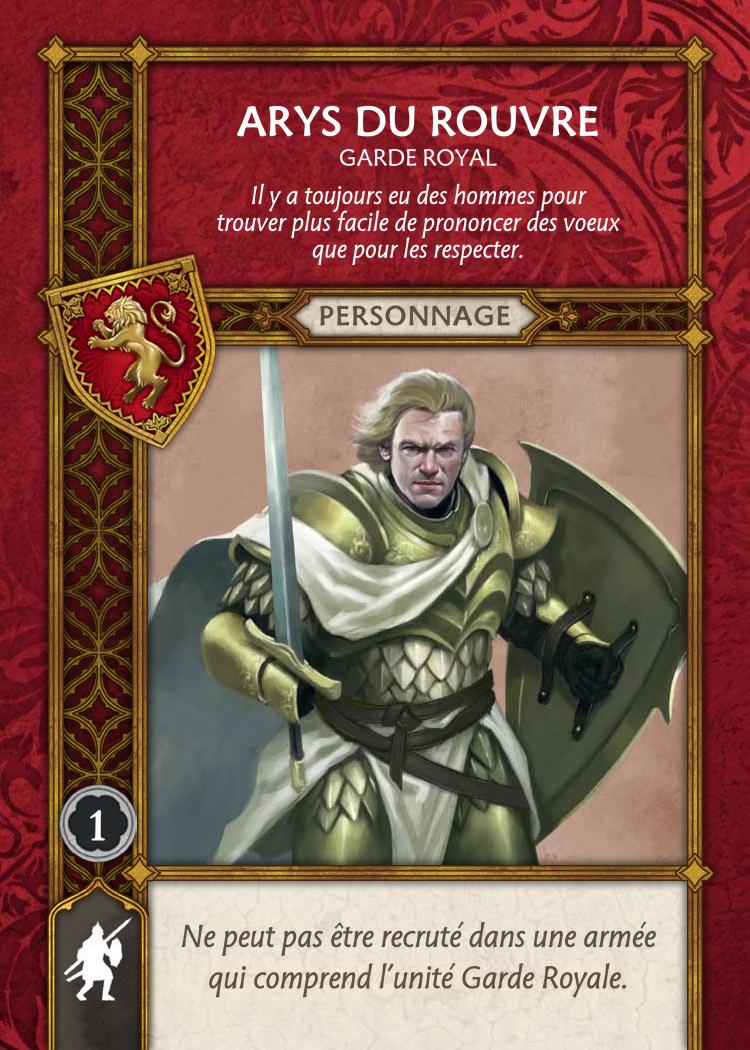 ARYS DU ROUVRE
GARDE ROYAL
Il y a toujours eu des hommes pour
trouver plus facile de prononcer des voeux
que pour les respecter.
PERSONNAGE
1
Ne peut pas être recruté dans une armée
qui comprend l'unité Garde Royale.